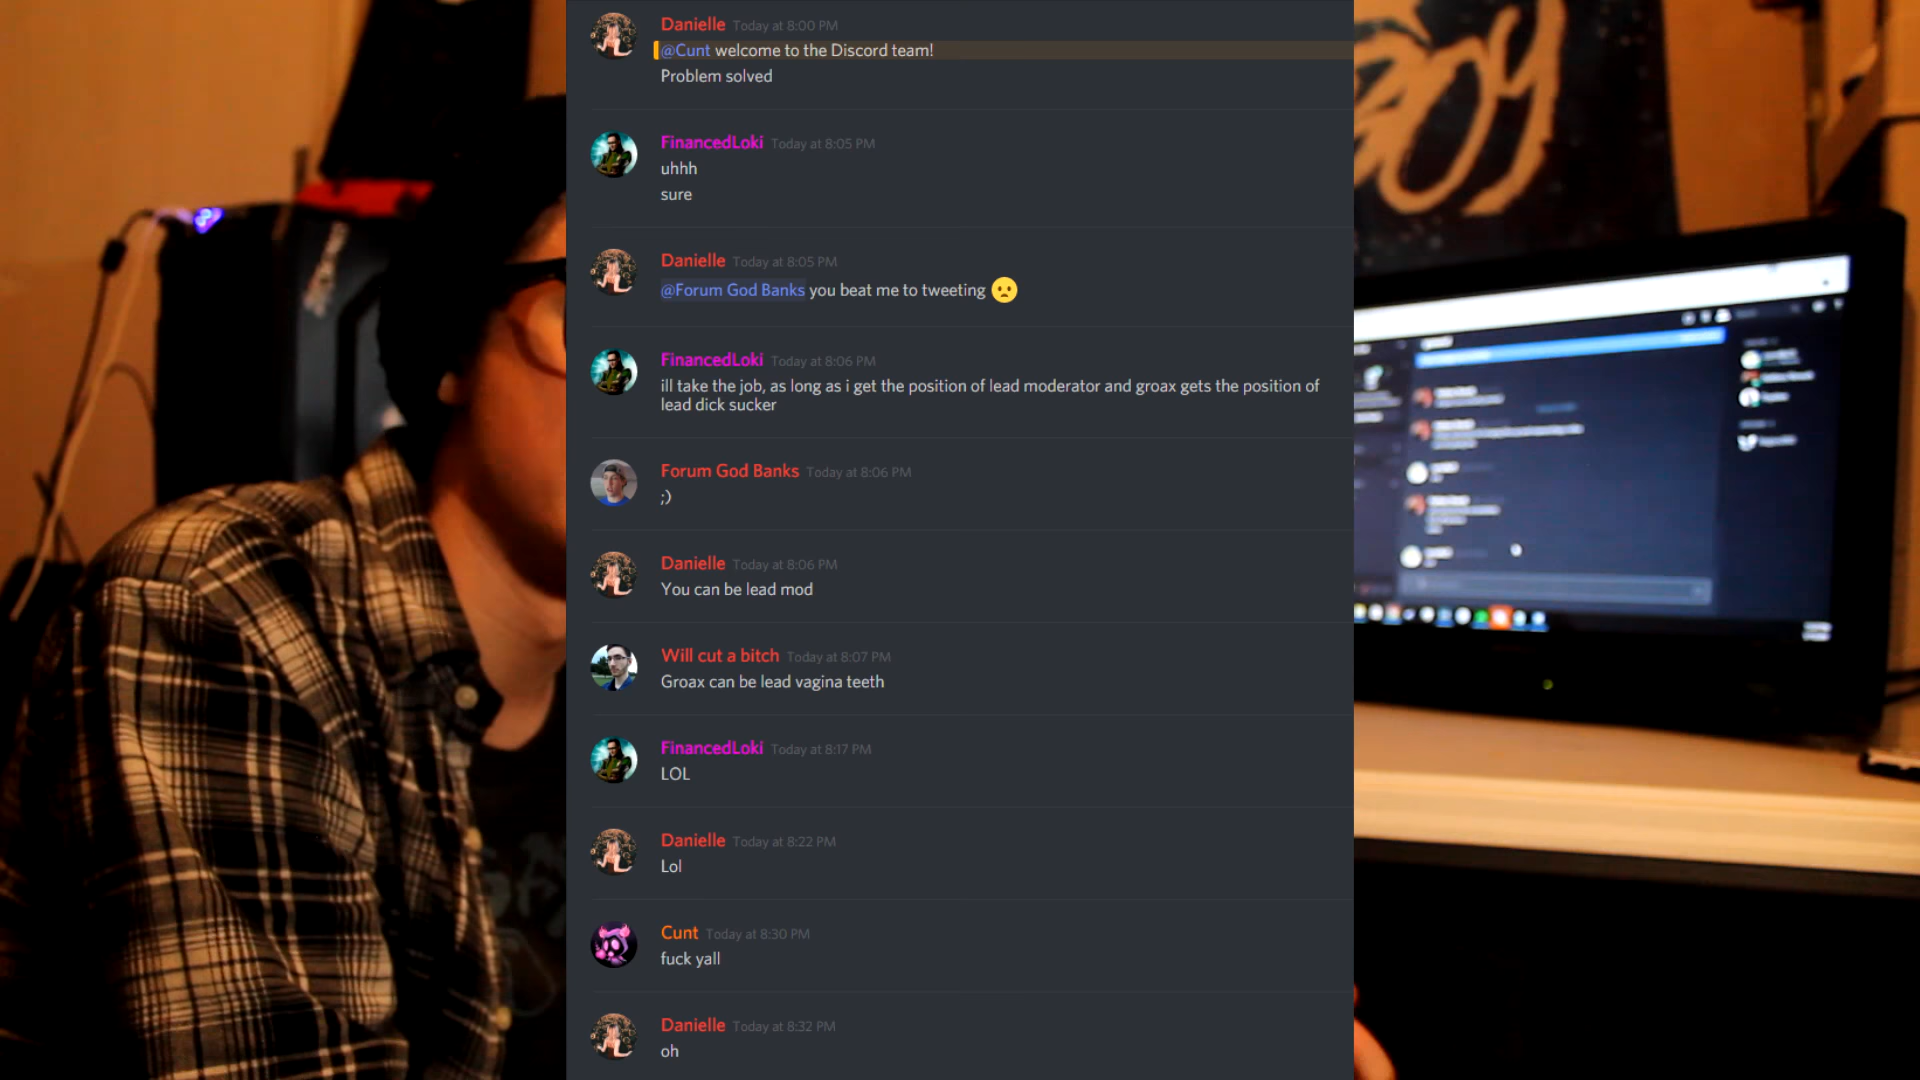 Danielle Today at 8:00 PM
@Cunt welcome to the Discord team!
Problem solved
FinancedLoki Today at 8:05 PM
uhhh
sure
Danielle Today at 8:05 PM
@Forum God Banks you beat me to tweeting
FinancedLoki Today at 8:06 PM
ill take the job, as long as i get the position of lead moderator and groax gets the position of
lead dick sucker
Forum God Banks Today at 8:06 PM
;)
Danielle Today at 8:06 PM
You can be lead mod
Will cut a bitch Today at 8:07 PM
Groax can be lead vagina teeth
FinancedLoki Today at 8:17 PM
LOL
Danielle Today at 8:22 PM
Lol
Cunt Today at 8:30 PM
fuck yall
Danielle Today at 8:32 PM
oh